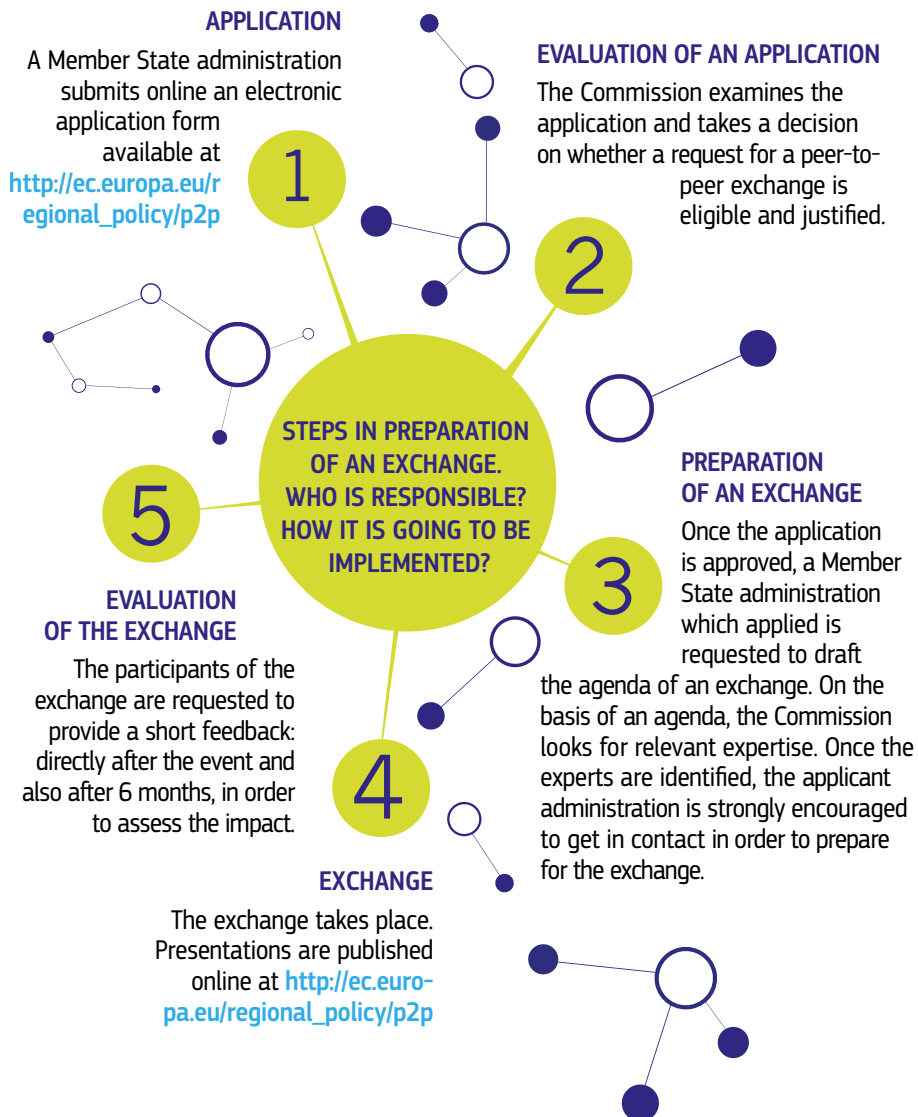 APPLICATION
A Member State administration
submits online an electronic
application form
available at
http://ec.europa.eu/r
egional_policy/p2p
1
EVALUATION OF AN APPLICATION
The Commission examines the
application and takes a decision
on whether a request for a peer-to-
peer exchange is
eligible and justified.
2
STEPS IN PREPARATION
OF AN EXCHANGE.
WHO IS RESPONSIBLE?
HOW IT IS GOING TO BE
IMPLEMENTED?
PREPARATION
OF AN EXCHANGE
Once the application
is approved, a Member
State administration
which applied is
requested to draft
the agenda of an exchange. On the
basis of an agenda, the Commission
looks for relevant expertise. Once the
experts are identified, the applicant
administration is strongly encouraged
to get in contact in order to prepare
for the exchange.
3
4
EXCHANGE
The exchange takes place.
Presentations are published
online at http://ec.euro-
pa.eu/regional_policy/p2p
5
EVALUATION
OF THE EXCHANGE
The participants of the
exchange are requested to
provide a short feedback:
directly after the event and
also after 6 months, in order
to assess the impact.